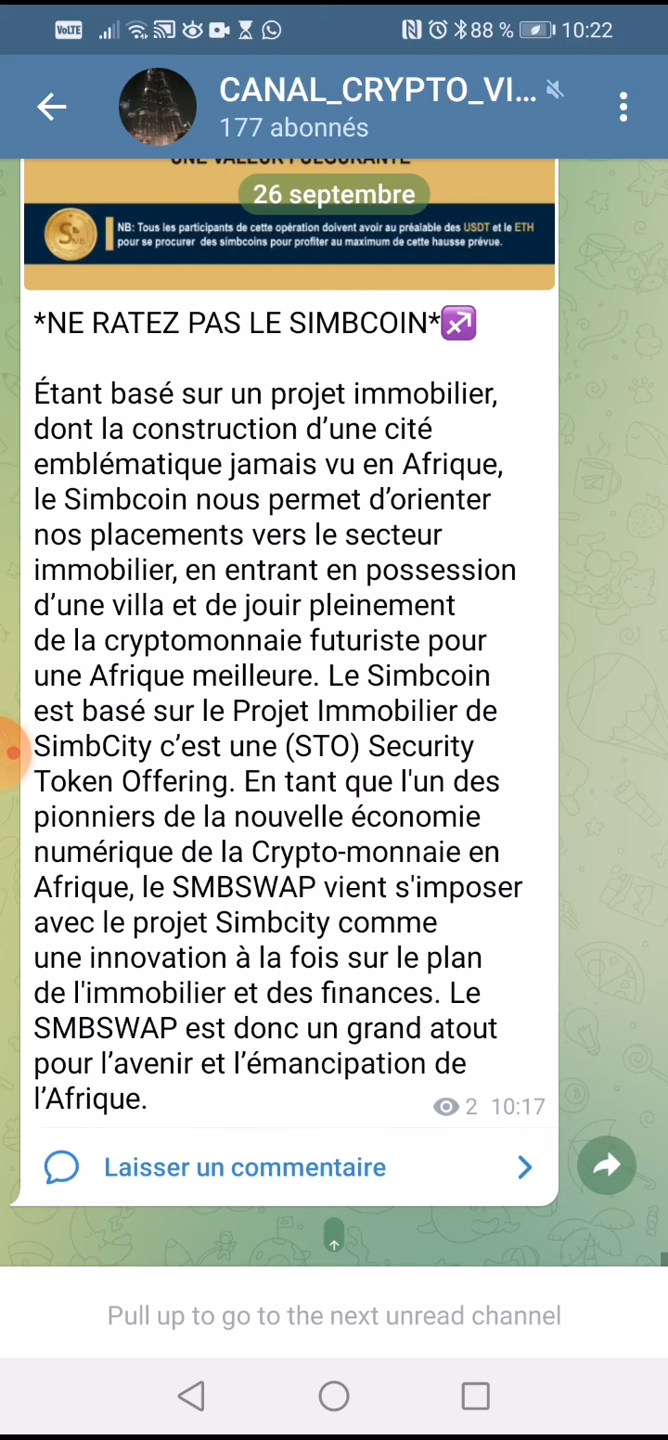 VoLTE
88 %
10:22
CANAL_CRYPTO_VI...
177 abonnés
UNE VALEUR FULGURANTE
26 septembre
NB: Tous les participants de cette opération doivent avoir au préalable des USDT et le ETH
pour se procurer des simbcoins pour profiter au maximum de cette hausse prévue.
*NE RATEZ PAS LE SIMBCOIN*♐
Étant basé sur un projet immobilier,
dont la construction d’une cité
emblématique jamais vu en Afrique,
le Simbcoin nous permet d’orienter
nos placements vers le secteur
immobilier, en entrant en possession
d’une villa et de jouir pleinement
de la cryptomonnaie futuriste pour
une Afrique meilleure. Le Simbcoin
est basé sur le Projet Immobilier de
SimbCity c’est une (STO) Security
Token Offering. En tant que l'un des
pionniers de la nouvelle économie
numérique de la Crypto-monnaie en
Afrique, le SMBSWAP vient s'imposer
avec le projet Simbcity comme
une innovation à la fois sur le plan
de l'immobilier et des finances. Le
SMBSWAP est donc un grand atout
pour l’avenir et l’émancipation de
l’Afrique.
2 10:17
Laisser un commentaire
Pull up to go to the next unread channel